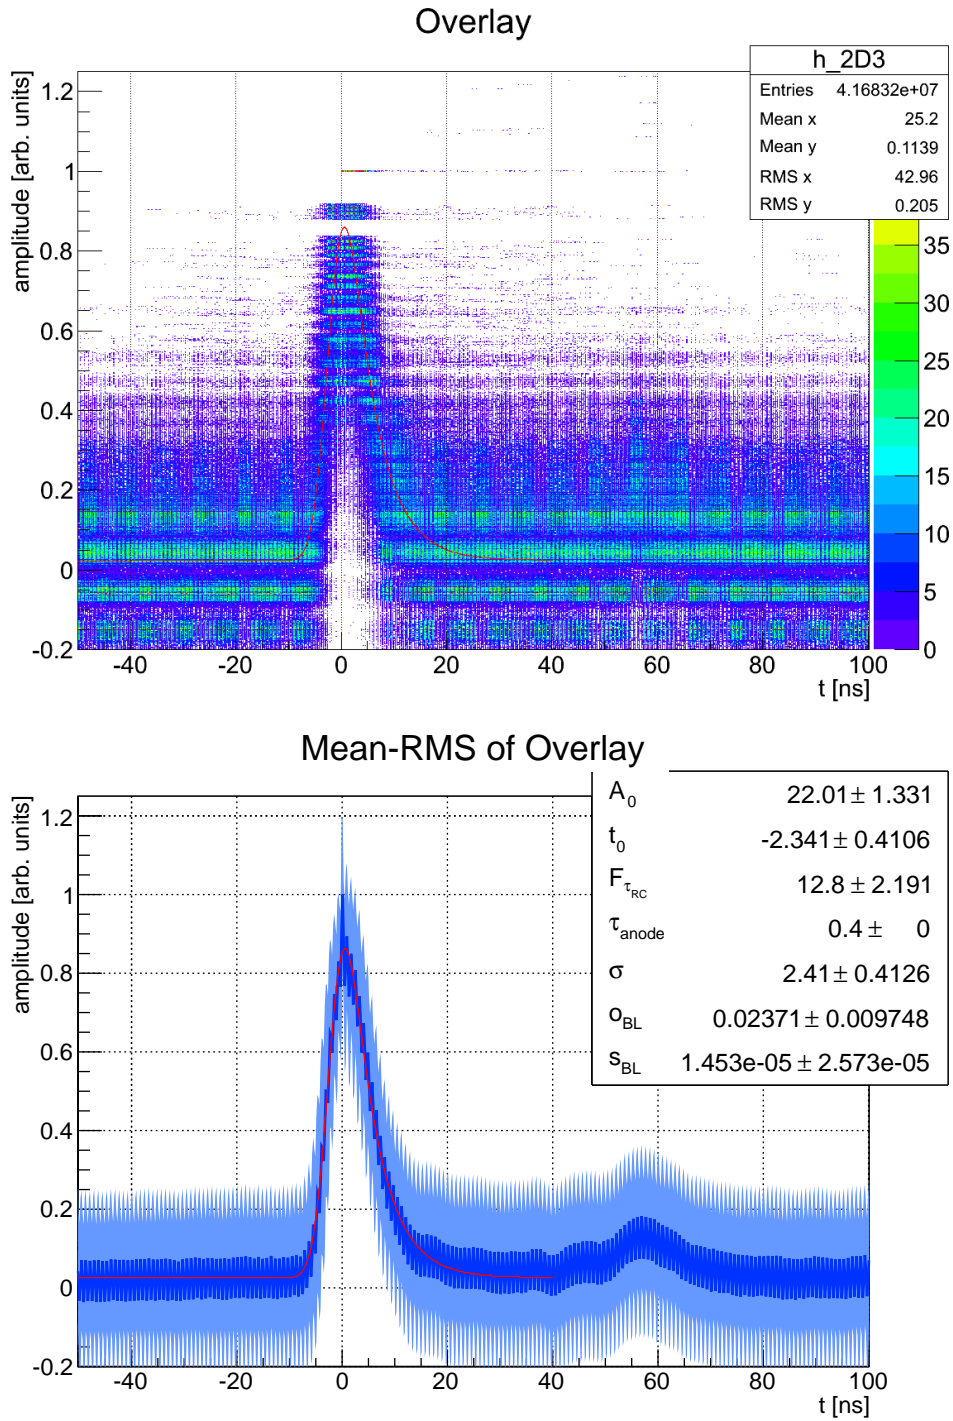 Overlay
h_2D3
Entries 4.16832e+07
Mean x 25.2
Mean y 0.1139
RMS x 42.96
RMS y 0.205
amplitude [arb. units]
1.2
1
0.8
0.6
0.4
0.2
0
-0.2
35
30
25
20
15
10
5
0
-40 -20 0 20 40 60 80 100
t [ns]
Mean-RMS of Overlay
A0 22.01 ± 1.331
t0 -2.341 ± 0.4106
FτRC 12.8 ± 2.191
τanode 0.4 ± 0
σ 2.41 ± 0.4126
oBL 0.02371 ± 0.009748
sBL 1.453e-05 ± 2.573e-05
amplitude [arb. units]
1.2
1
0.8
0.6
0.4
0.2
0
-0.2
-40 -20 0 20 40 60 80 100
t [ns]